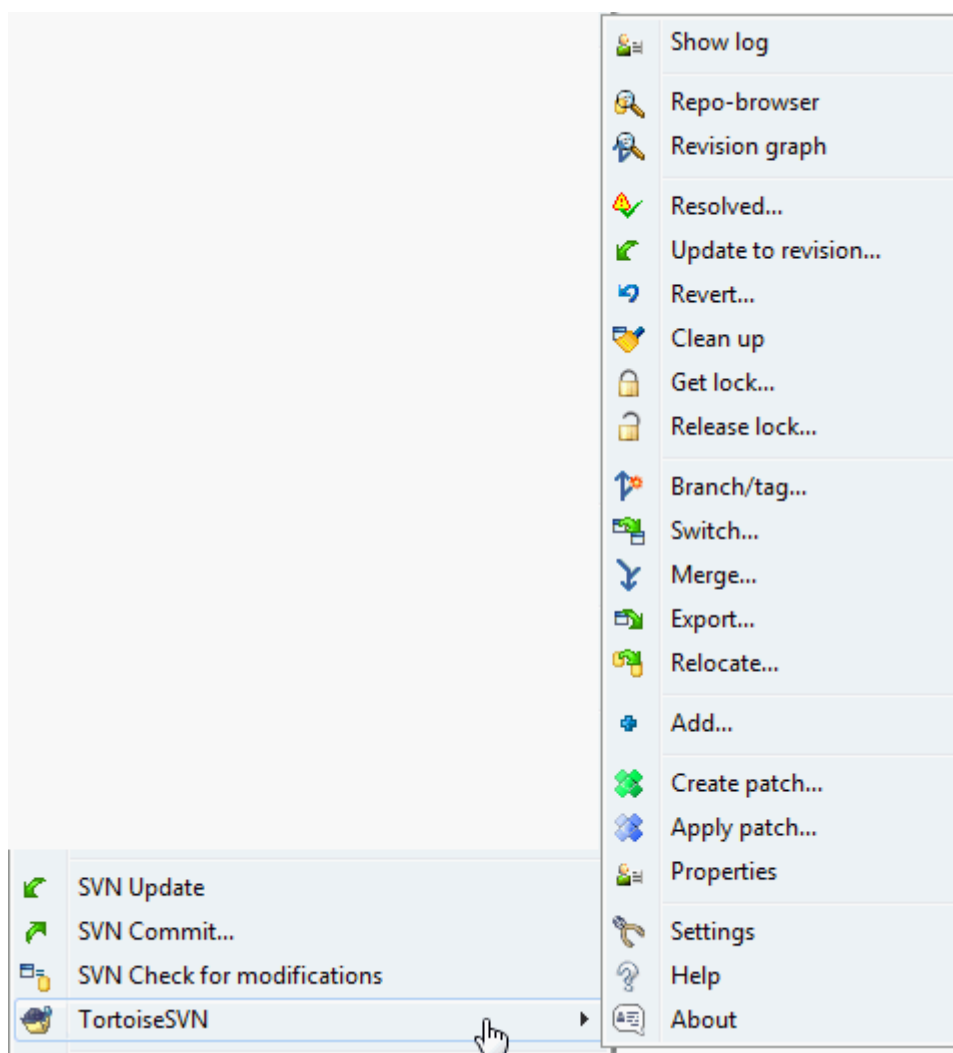 Show log
Repo-browser
Revision graph
Resolved...
Update to revision...
Revert...
Clean up
Get lock...
Release lock...
Branch/tag...
Switch...
Merge...
Export...
Relocate...
Add...
Create patch...
Apply patch...
Properties
Settings
Help
About
SVN Update
SVN Commit...
SVN Check for modifications
TortoiseSVN